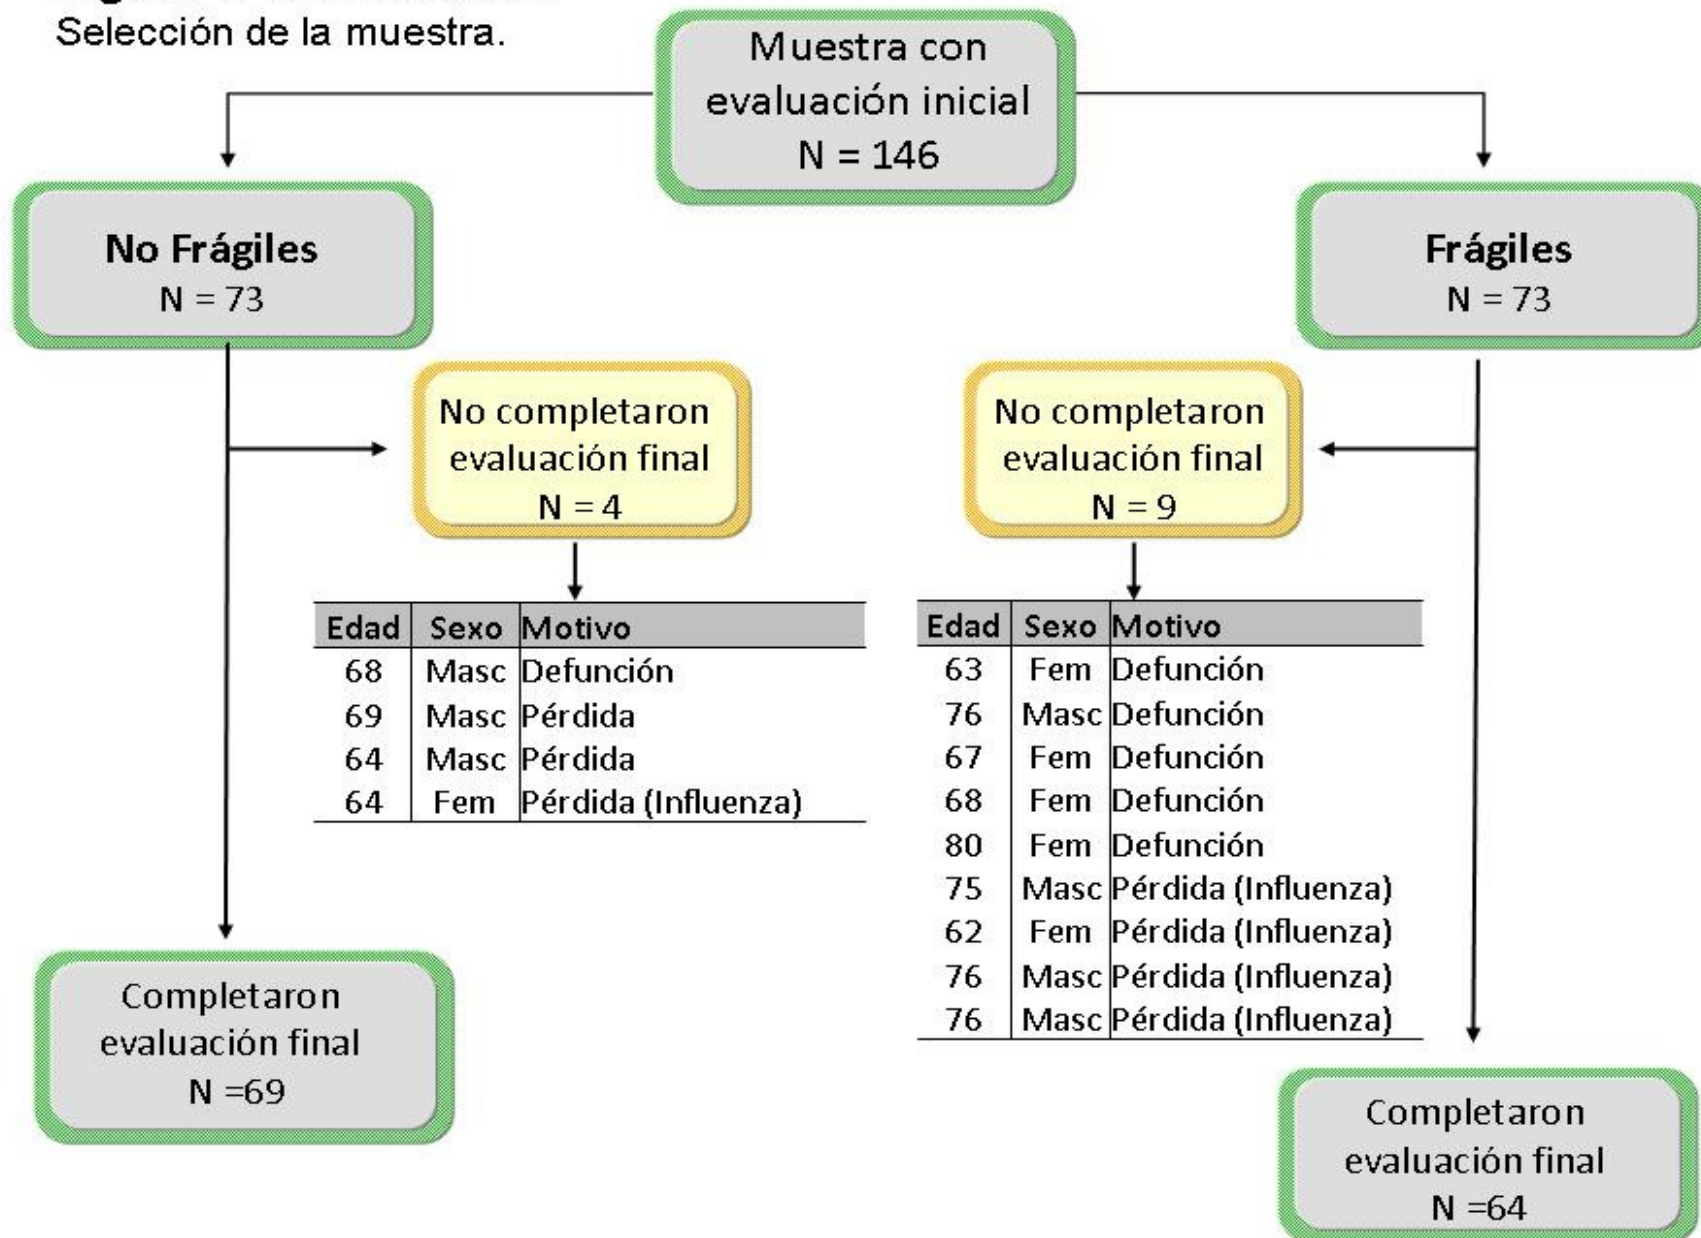 Selección de la muestra.
Muestra con
evaluación inicial
N = 146
No Frágiles
N = 73
Frágiles
N = 73
No completaron
evaluación final
N = 4
No completaron
evaluación final
N = 9
Edad Sexo Motivo
68 Masc Defunción
69 Masc Pérdida
64 Masc Pérdida
64 Fem Pérdida (Influenza)
Edad Sexo Motivo
63 Fem Defunción
76 Masc Defunción
67 Fem Defunción
68 Fem Defunción
80 Fem Defunción
75 Masc Pérdida (Influenza)
62 Fem Pérdida (Influenza)
76 Masc Pérdida (Influenza)
76 Masc Pérdida (Influenza)
Completaron
evaluación final
N =69
Completaron
evaluación final
N =64